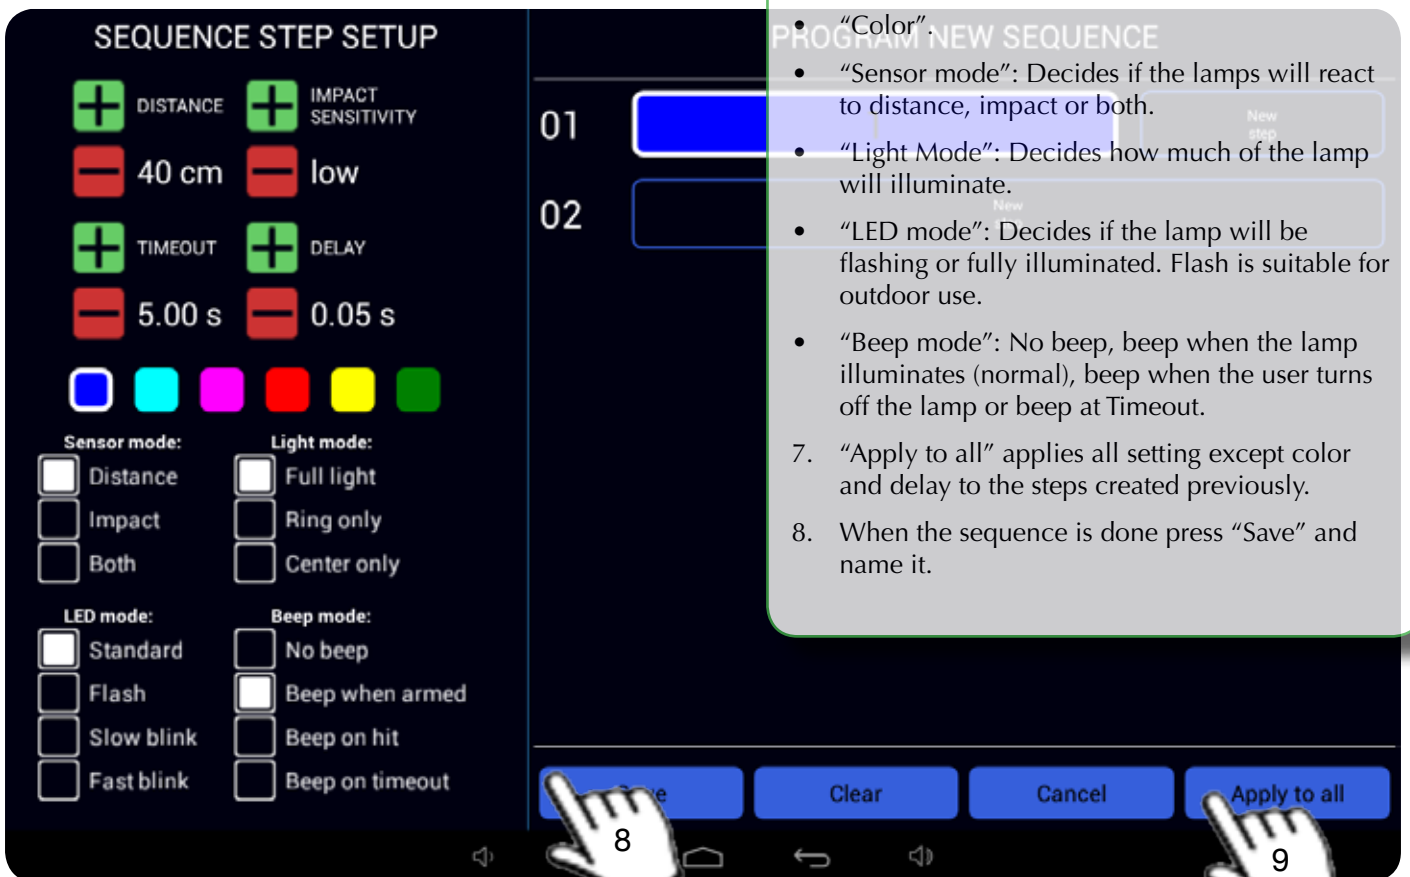 SEQUENCE STEP SETUP
DISTANCE
IMPACT
SENSITIVITY
40 cm
low
TIMEOUT
DELAY
5.00 s
0.05 s
Sensor mode:
Distance
Impact
Both
Light mode:
Full light
Ring only
Center only
LED mode:
Standard
Flash
Slow blink
Fast blink
Beep mode:
No beep
Beep when armed
Beep on hit
Beep on timeout
PROGRAM NEW SEQUENCE
01
New
step
02
New
step
• “Color”.
• “Sensor mode”: Decides if the lamps will react
to distance, impact or both.
• “Light Mode”: Decides how much of the lamp
will illuminate.
• “LED mode”: Decides if the lamp will be
flashing or fully illuminated. Flash is suitable for
outdoor use.
• “Beep mode”: No beep, beep when the lamp
illuminates (normal), beep when the user turns
off the lamp or beep at Timeout.
7. “Apply to all” applies all setting except color
and delay to the steps created previously.
8. When the sequence is done press “Save” and
name it.
Save
Clear
Cancel
Apply to all
8
9